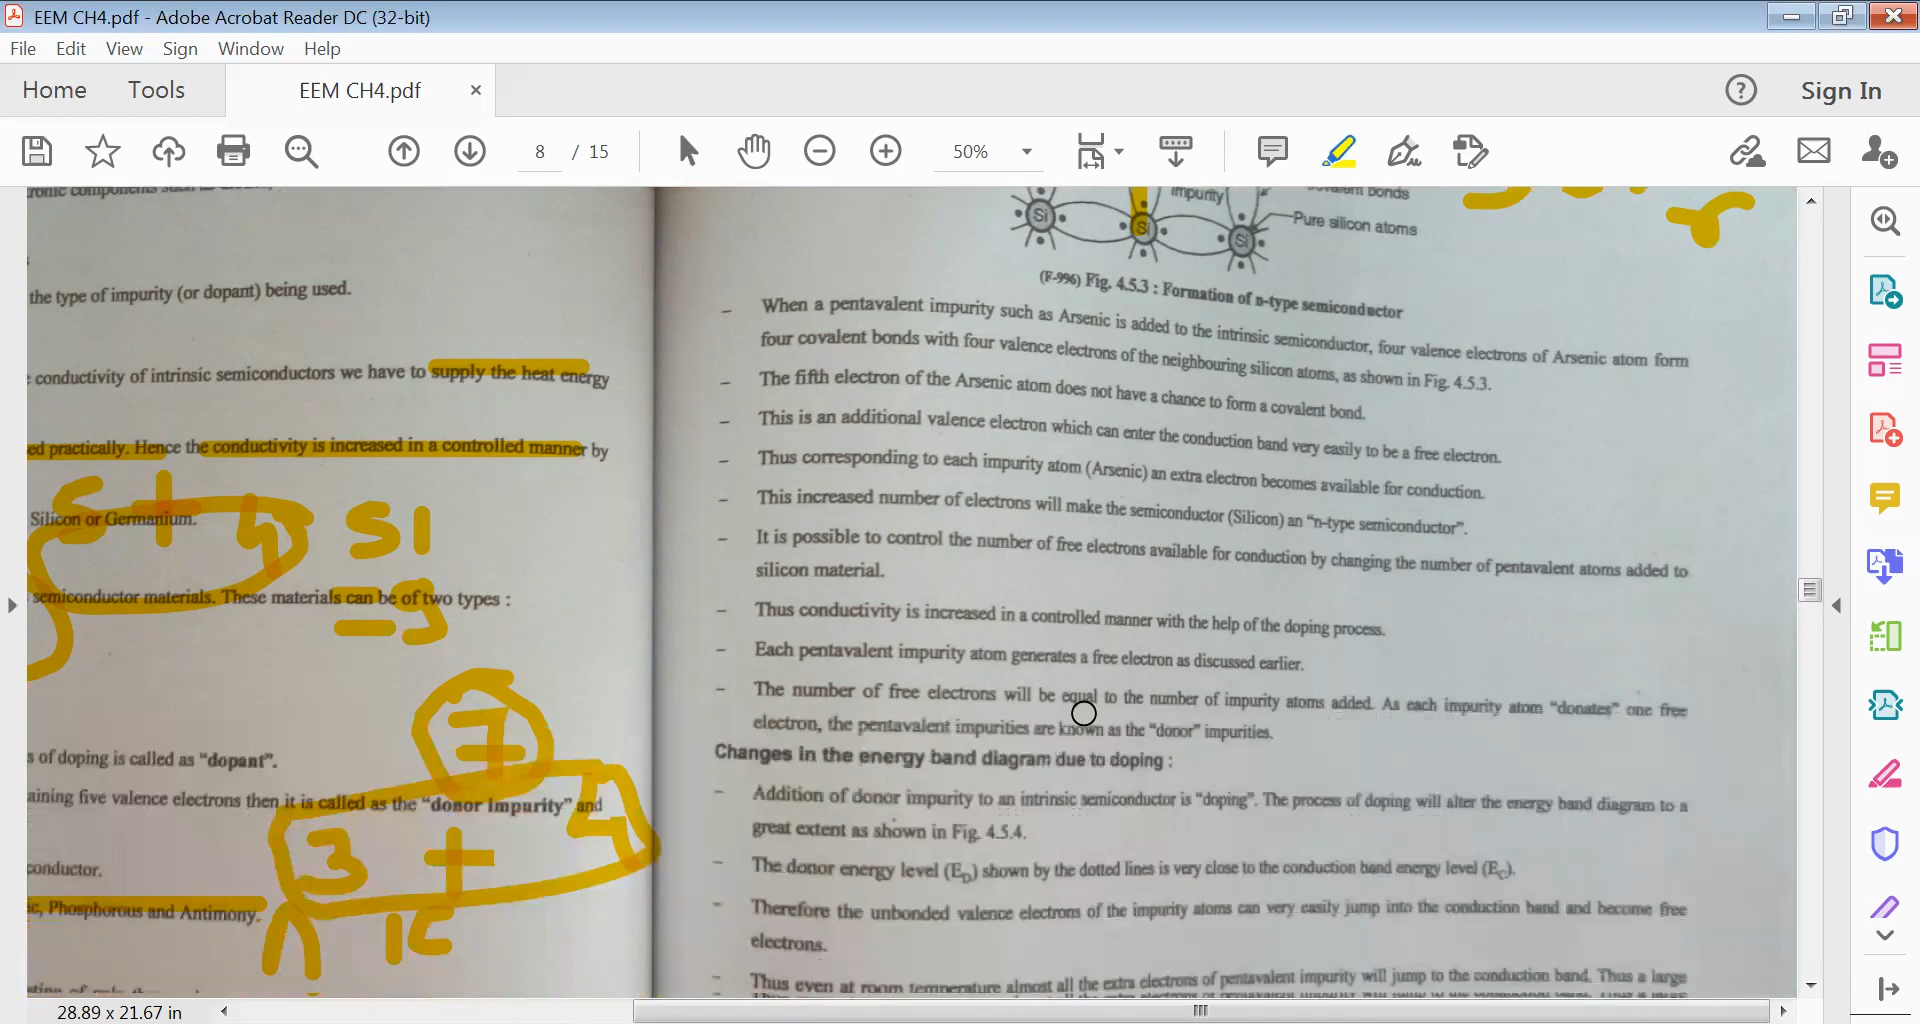 EEM CH4.pdf - Adobe Acrobat Reader DC (32-bit)
File Edit View Sign Window Help
Home Tools EEM CH4.pdf × Sign In
8 / 15 50%
the type of impurity (or dopant) being used.
conductivity of intrinsic semiconductors we have to supply the heat energy
ed practically. Hence the conductivity is increased in a controlled manner by
Silicon or Germanium.
5 + 4
SI
semiconductor materials. These materials can be of two types :
7
s of doping is called as "dopant".
aining five valence electrons then it is called as the "donor impurity" and
3 + 4
conductor.
ic, Phosphorous and Antimony.
Impurity
Si Si Si
Pure silicon atoms
(F-996) Fig. 4.5.3 : Formation of n-type semiconductor
– When a pentavalent impurity such as Arsenic is added to the intrinsic semiconductor, four valence electrons of Arsenic atom form
four covalent bonds with four valence electrons of the neighbouring silicon atoms, as shown in Fig. 4.5.3.
– The fifth electron of the Arsenic atom does not have a chance to form a covalent bond.
– This is an additional valence electron which can enter the conduction band very easily to be a free electron.
– Thus corresponding to each impurity atom (Arsenic) an extra electron becomes available for conduction.
– This increased number of electrons will make the semiconductor (Silicon) an "n-type semiconductor".
– It is possible to control the number of free electrons available for conduction by changing the number of pentavalent atoms added to
silicon material.
– Thus conductivity is increased in a controlled manner with the help of the doping process.
– Each pentavalent impurity atom generates a free electron as discussed earlier.
– The number of free electrons will be equal to the number of impurity atoms added. As each impurity atom "donates" one free
electron, the pentavalent impurities are known as the "donor" impurities.
Changes in the energy band diagram due to doping :
– Addition of donor impurity to an intrinsic semiconductor is "doping". The process of doping will alter the energy band diagram to a
great extent as shown in Fig. 4.5.4.
– The donor energy level (E_D) shown by the dotted lines is very close to the conduction band energy level (E_C).
– Therefore the unbonded valence electrons of the impurity atoms can very easily jump into the conduction band and become free
electrons.
– Thus even at room temperature almost all the extra electrons of pentavalent impurity will jump to the conduction band. Thus a large
28.89 x 21.67 in